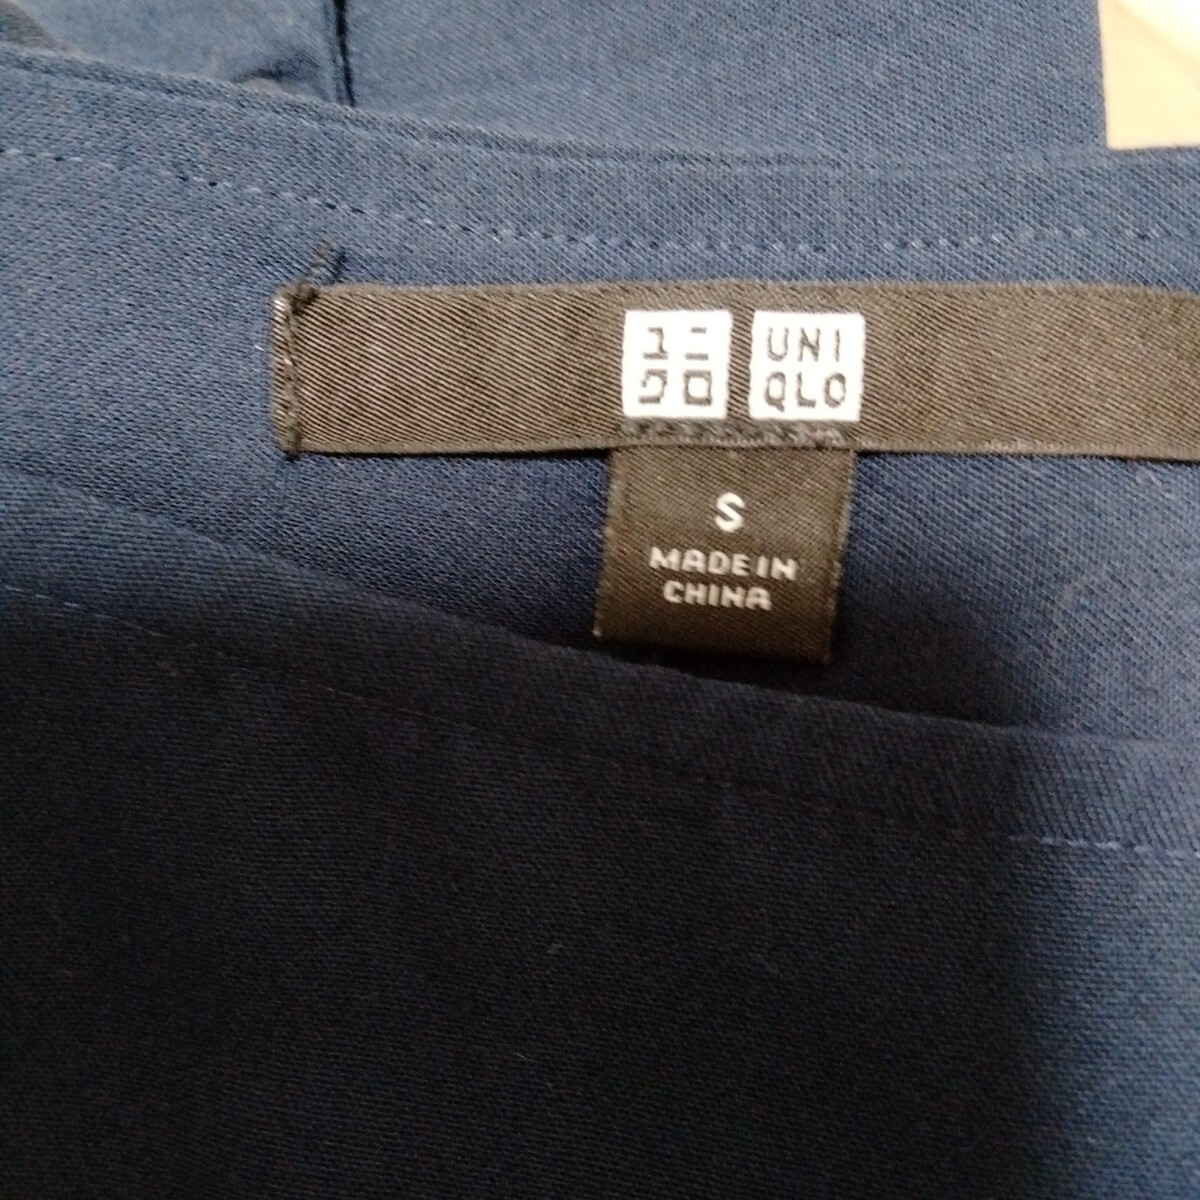 ユニ UNI
クロ QLO
S
MADE IN
CHINA